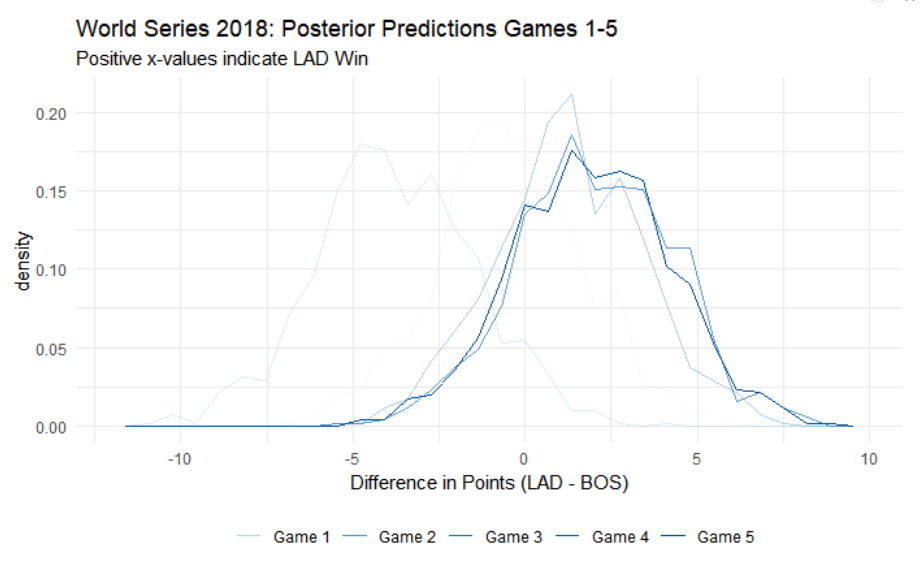 World Series 2018: Posterior Predictions Games 1-5
Positive x-values indicate LAD Win
0.20
0.15
0.10
0.05
0.00
density
-10 -5 0 5 10
Difference in Points (LAD - BOS)
Game 1 Game 2 Game 3 Game 4 Game 5